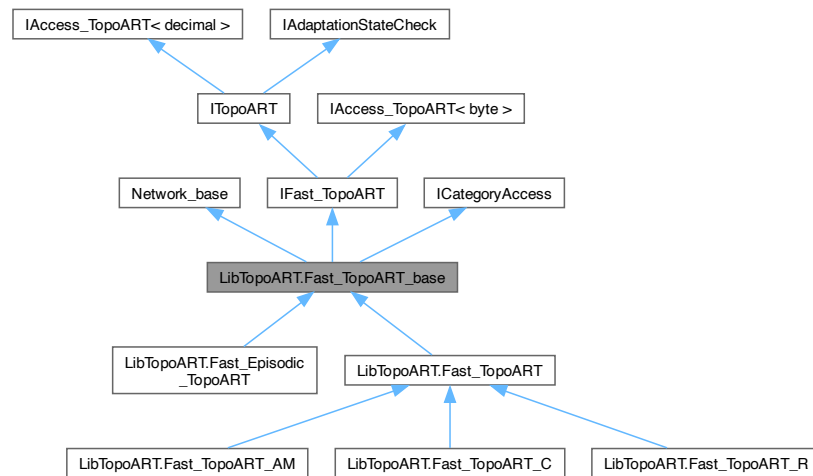 IAccess_TopoART< decimal >
IAdaptationStateCheck
ITopoART
IAccess_TopoART< byte >
Network_base
IFast_TopoART
ICategoryAccess
LibTopoART.Fast_TopoART_base
LibTopoART.Fast_Episodic
_TopoART
LibTopoART.Fast_TopoART
LibTopoART.Fast_TopoART_AM
LibTopoART.Fast_TopoART_C
LibTopoART.Fast_TopoART_R